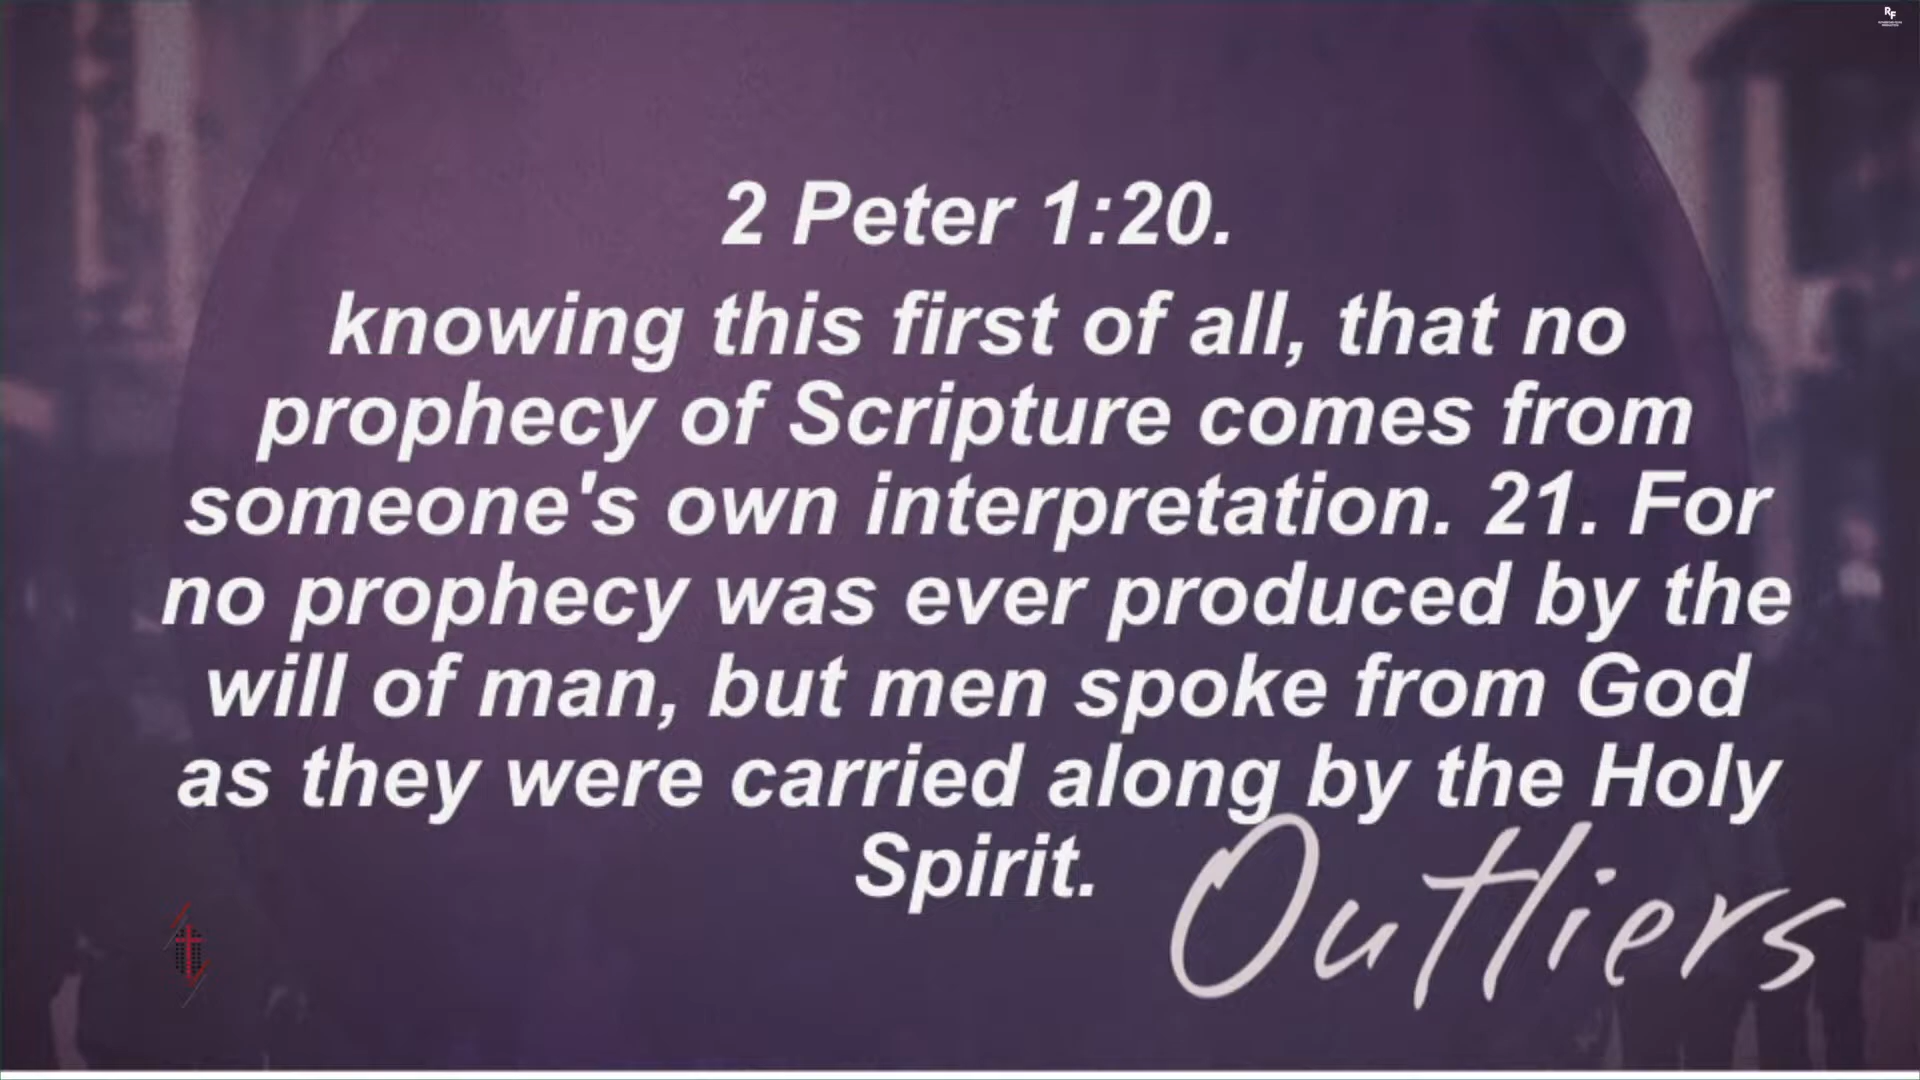 RF
2 Peter 1:20.
knowing this first of all, that no
prophecy of Scripture comes from
someone's own interpretation. 21. For
no prophecy was ever produced by the
will of man, but men spoke from God
as they were carried along by the Holy
Spirit.
Outliers